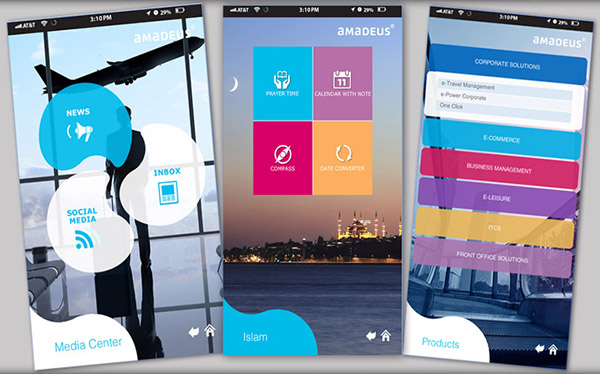 AT&T 3:10 PM 29%
amadeus
NEWS
INBOX
SOCIAL
MEDIA
Media Center
AT&T 3:10 PM 29%
amadeus
PRAYER TIME
CALENDAR WITH NOTE
11
COMPASS
DATE CONVERTER
Islam
AT&T 3:10 PM 29%
amadeus
CORPORATE SOLUTIONS
e-Travel Management
e-Power Corporate
One Click
E-COMMERCE
BUSINESS MANAGEMENT
E-LEISURE
ITCS
FRONT OFFICE SOLUTIONS
Products